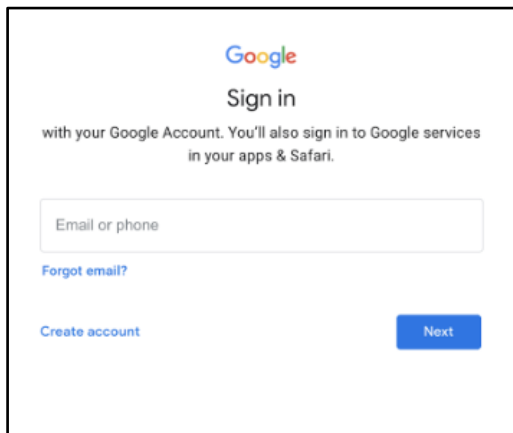 Google
Sign in
with your Google Account. You'll also sign in to Google services
in your apps & Safari.
Email or phone
Forgot email?
Create account
Next